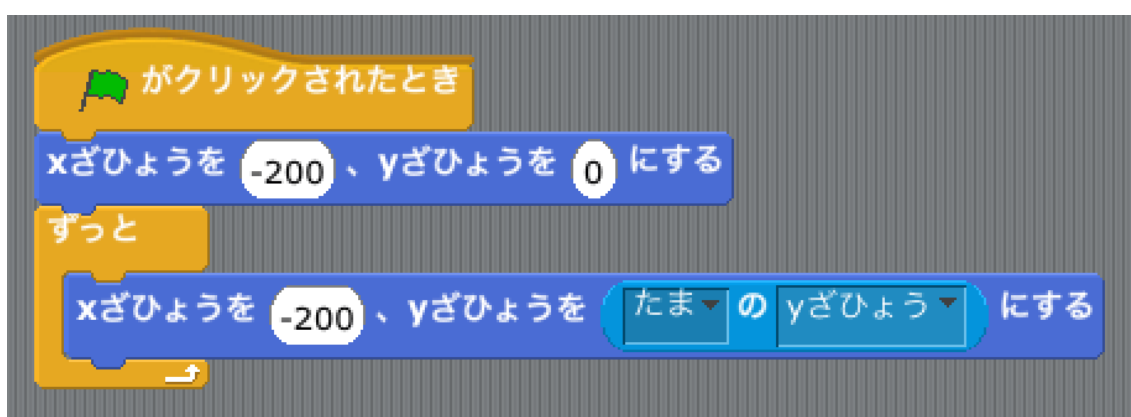 がクリックされたとき
xざひょうを -200 、yざひょうを 0 にする
ずっと
xざひょうを -200 、yざひょうを たま の yざひょう にする